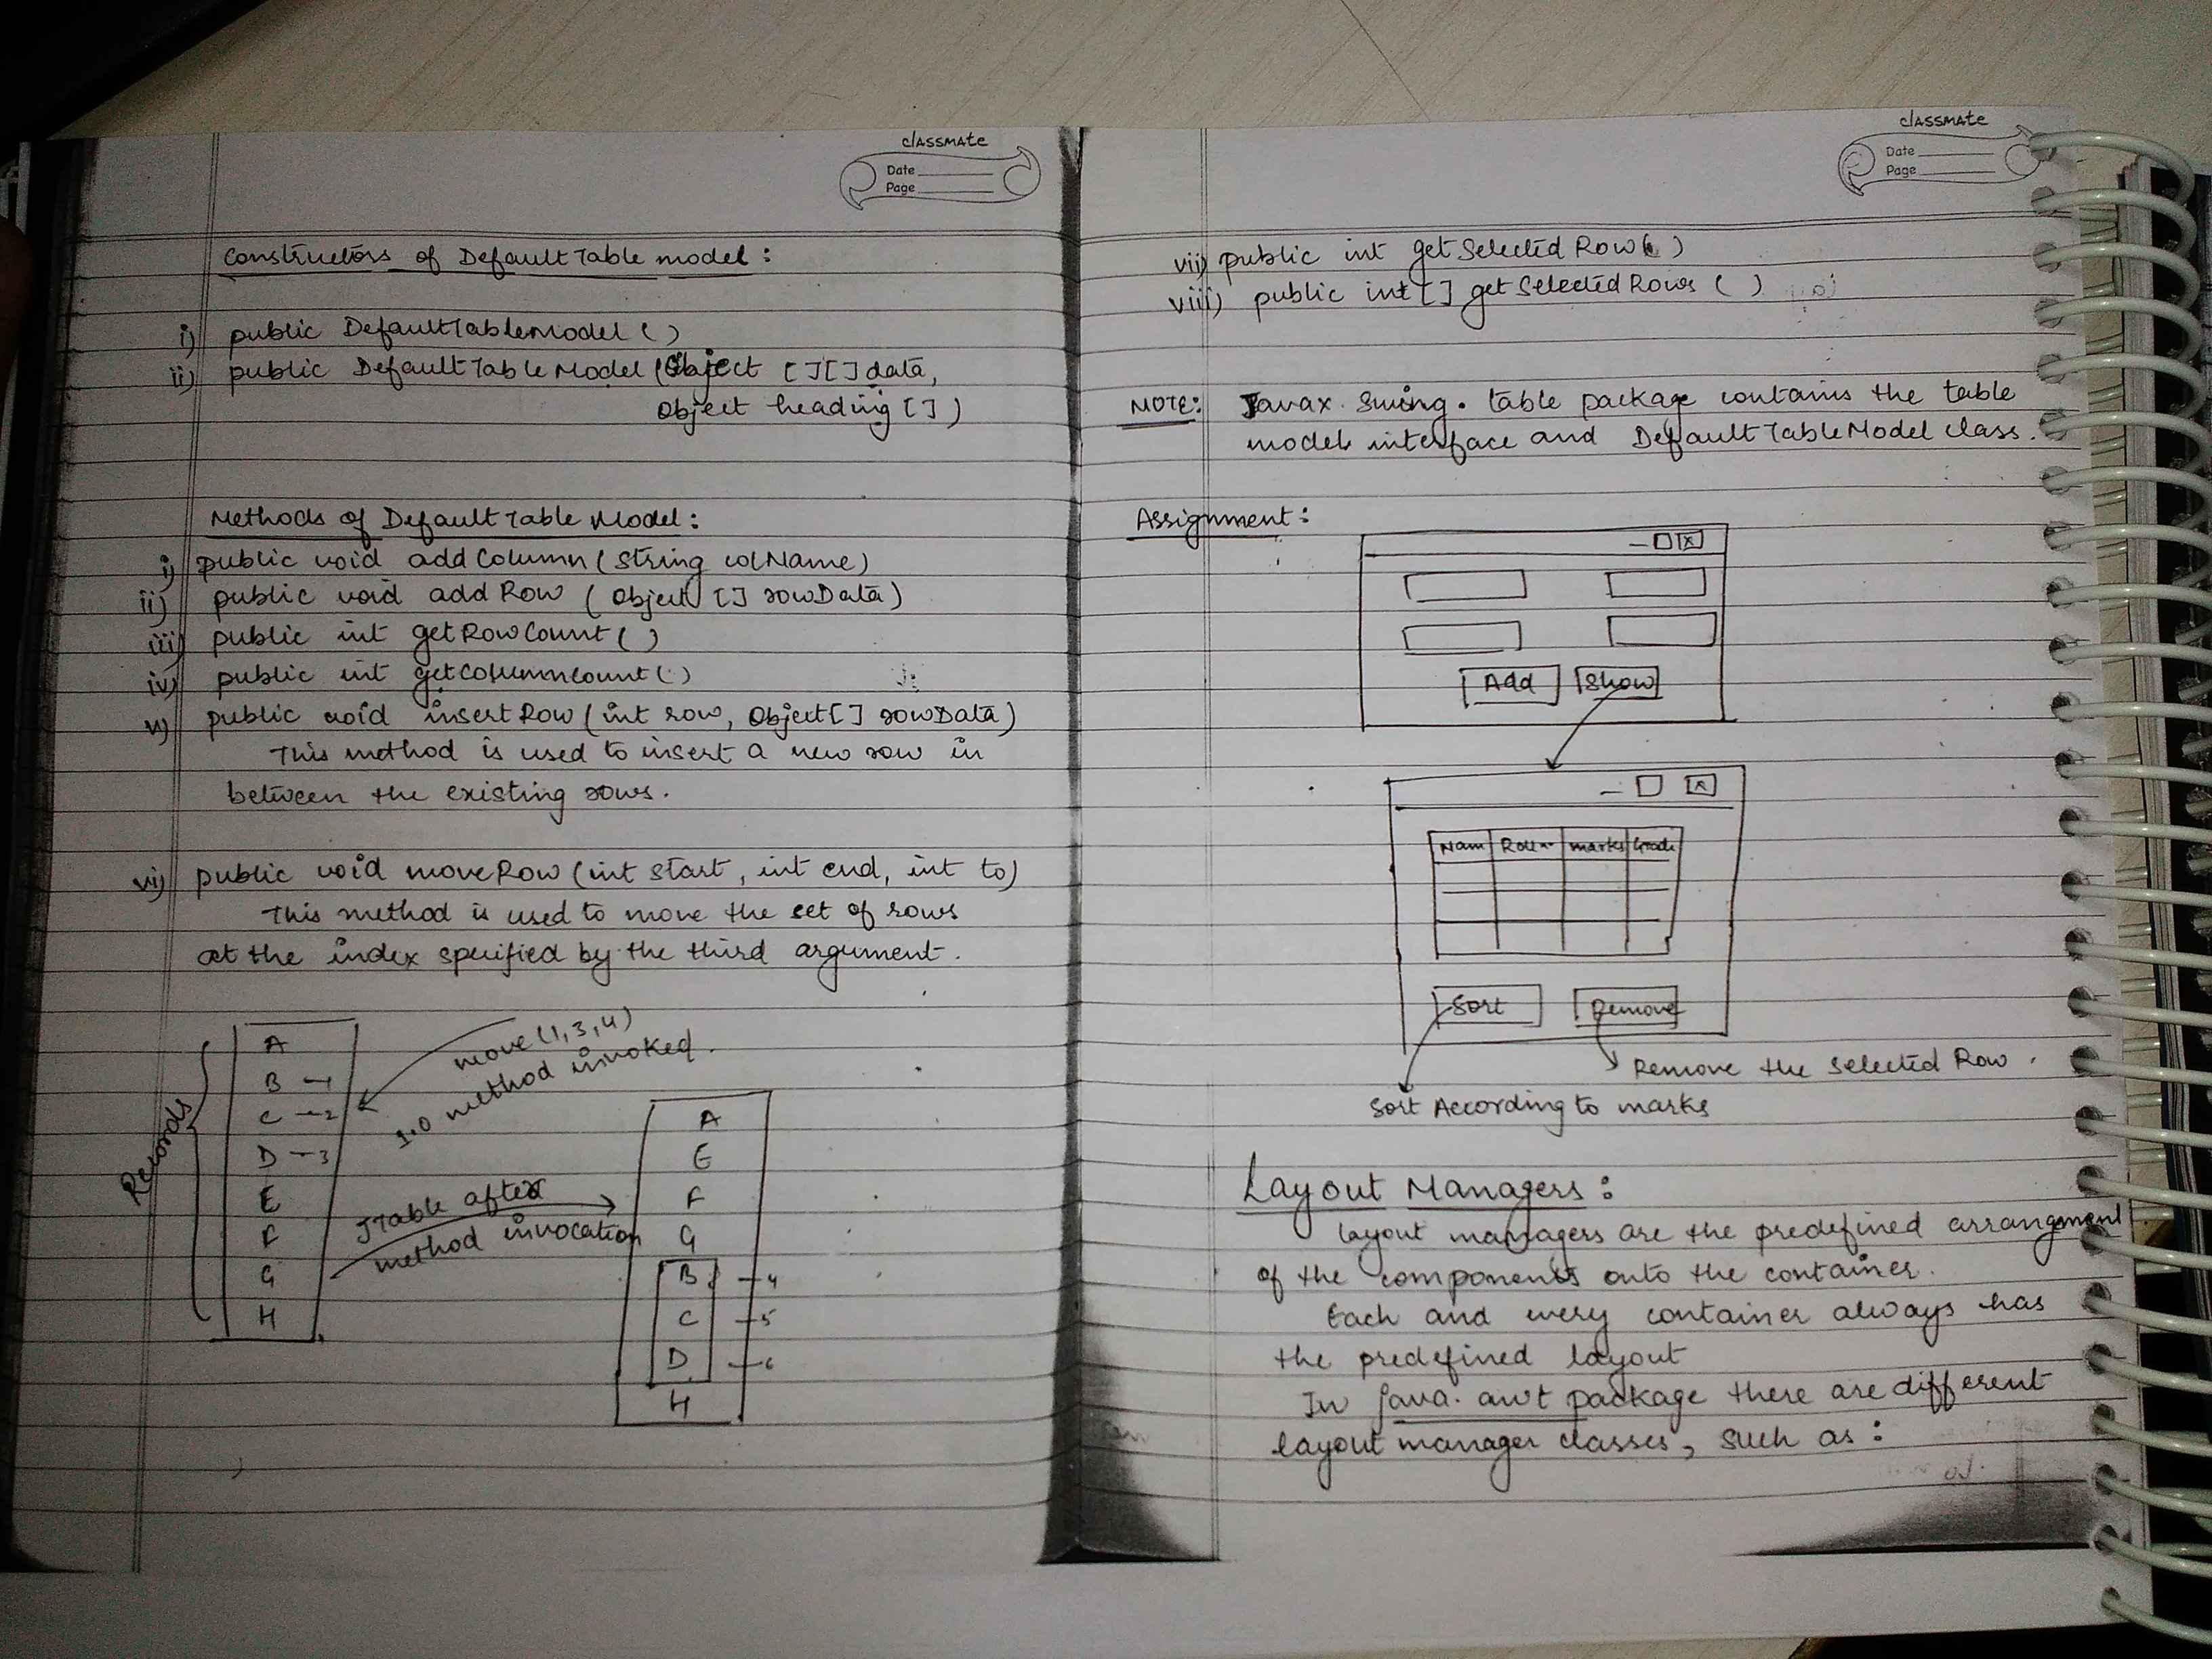 classmate
Date
Page
Constructors of DefaultTable model :
i) public DefaultTableModel ( )
ii) public DefaultTableModel (Object [ ][ ] data,
Object heading [ ] )
Methods of DefaultTable Model :
i) public void addColumn ( String colName)
ii) public void addRow ( Object [ ] rowData)
iii) public int getRowCount ( )
iv) public int getColumnCount ( )
v) public void insertRow ( int row, Object [ ] rowData)
This method is used to insert a new row in
between the existing rows.
vi) public void moveRow (int start, int end, int to)
This method is used to move the set of rows
at the index specified by the third argument.
Records
A
B - 1
C - 2
D - 3
E
F
G
H
move (1, 3, 4)
method invoked.
JTable after
method invocation
A
E
F
G
B - 4
C - 5
D - 6
H
classmate
Date
Page
vii) public int getSelectedRow ( )
viii) public int [ ] getSelectedRows ( )
NOTE: Javax. Swing. table package contains the table
model interface and DefaultTableModel class.
Assignment :
Add Show
Nam Roll marks Grade
Sort Remove
Remove the Selected Row.
Sort According to marks
Layout Managers :
Layout managers are the predefined arrangment
of the components onto the container.
Each and every container always has
the predefined layout
In java. awt package there are different
layout manager classes, such as :